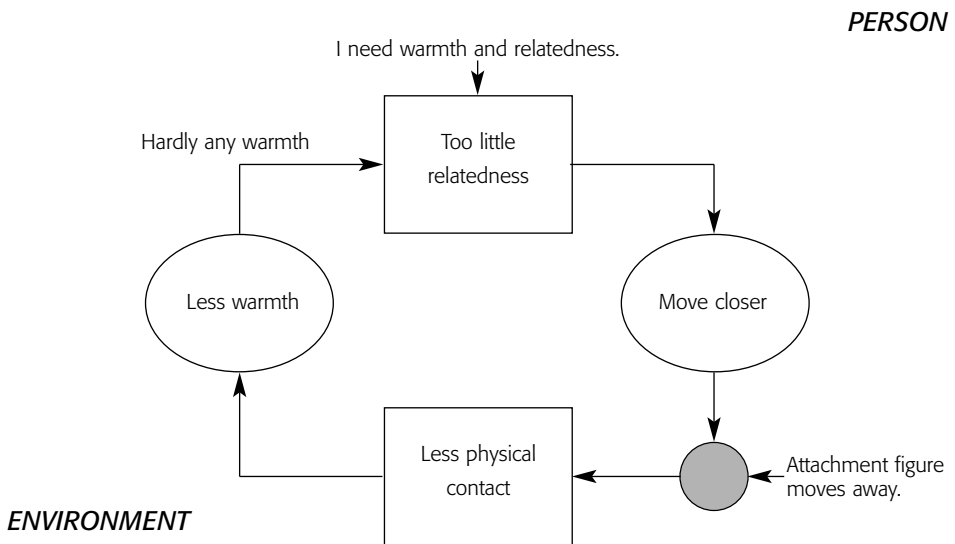 PERSON
I need warmth and relatedness.
Hardly any warmth
Too little
relatedness
Less warmth
Move closer
Less physical
contact
Attachment figure
moves away.
ENVIRONMENT